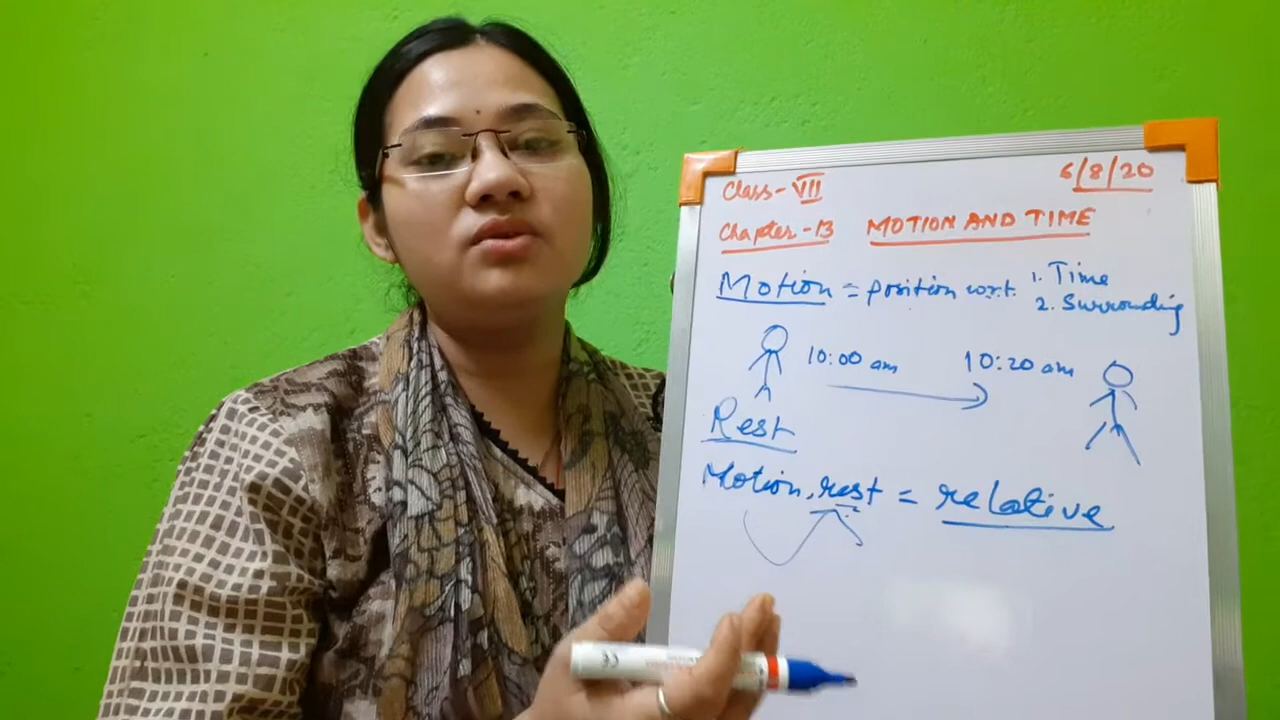 Class- VII
6/8/20
Chapter -13 MOTION AND TIME
Motion = position w.r.t. 1. Time
2. Surrounding
10:00 am 10:20 am
Rest
Motion, rest = relative